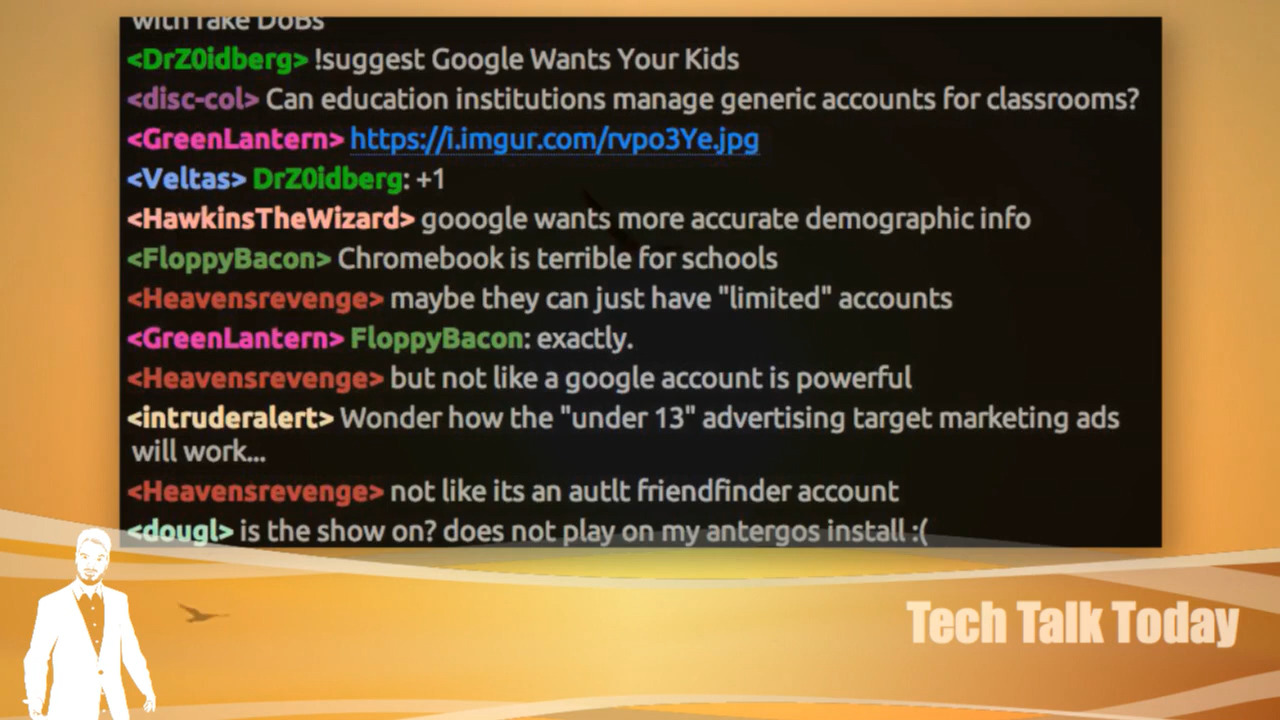 with fake DoBs
<DrZ0idberg> !suggest Google Wants Your Kids
<disc-col> Can education institutions manage generic accounts for classrooms?
<GreenLantern> https://i.imgur.com/rvpo3Ye.jpg
<Veltas> DrZ0idberg: +1
<HawkinsTheWizard> gooogle wants more accurate demographic info
<FloppyBacon> Chromebook is terrible for schools
<Heavensrevenge> maybe they can just have "limited" accounts
<GreenLantern> FloppyBacon: exactly.
<Heavensrevenge> but not like a google account is powerful
<intruderalert> Wonder how the "under 13" advertising target marketing ads
will work...
<Heavensrevenge> not like its an autlt friendfinder account
<dougl> is the show on? does not play on my antergos install :(
Tech Talk Today